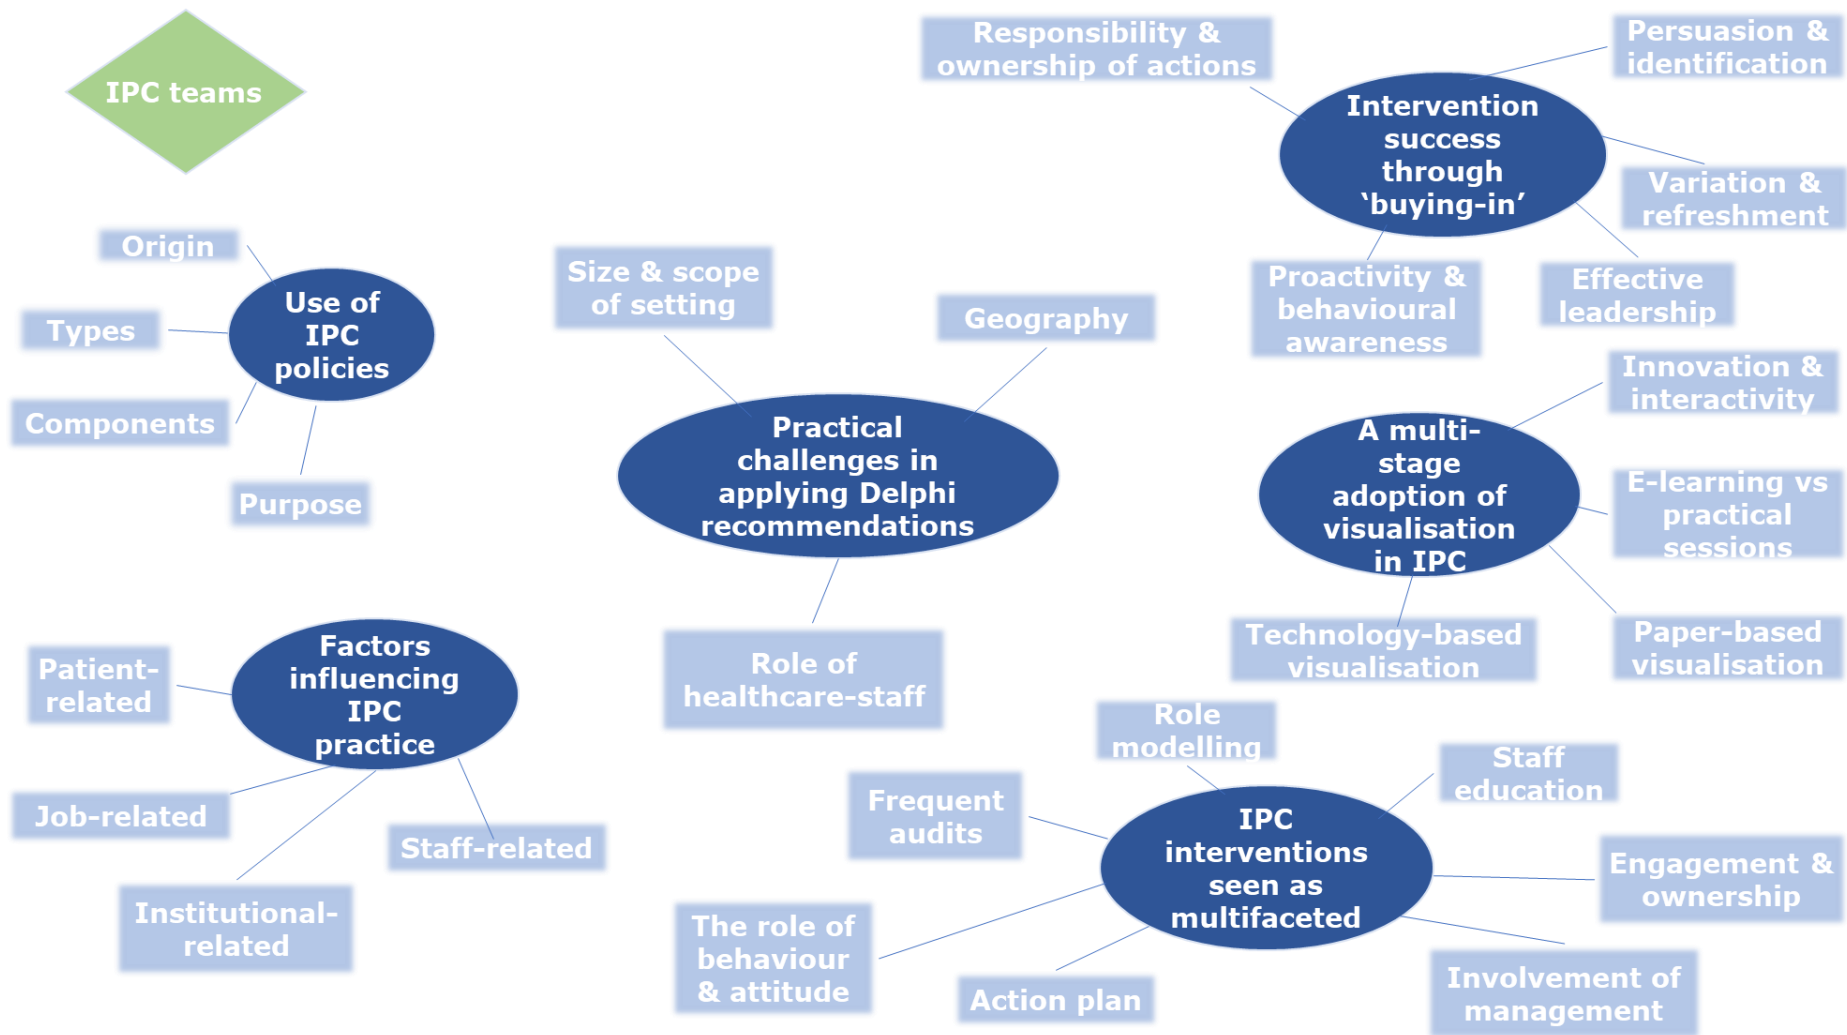 IPC teams
Responsibility &
ownership of actions
Persuasion &
identification
Intervention
success
through
‘buying-in’
Variation &
refreshment
Proactivity &
behavioural
awareness
Effective
leadership
Origin
Types
Components
Purpose
Use of
IPC
policies
Size & scope
of setting
Geography
Practical
challenges in
applying Delphi
recommendations
Role of
healthcare-staff
Innovation &
interactivity
A multi-
stage
adoption of
visualisation
in IPC
E-learning vs
practical
sessions
Technology-based
visualisation
Paper-based
visualisation
Patient-
related
Factors
influencing
IPC
practice
Job-related
Staff-related
Institutional-
related
Role
modelling
Staff
education
Frequent
audits
IPC
interventions
seen as
multifaceted
Engagement &
ownership
The role of
behaviour
& attitude
Action plan
Involvement of
management